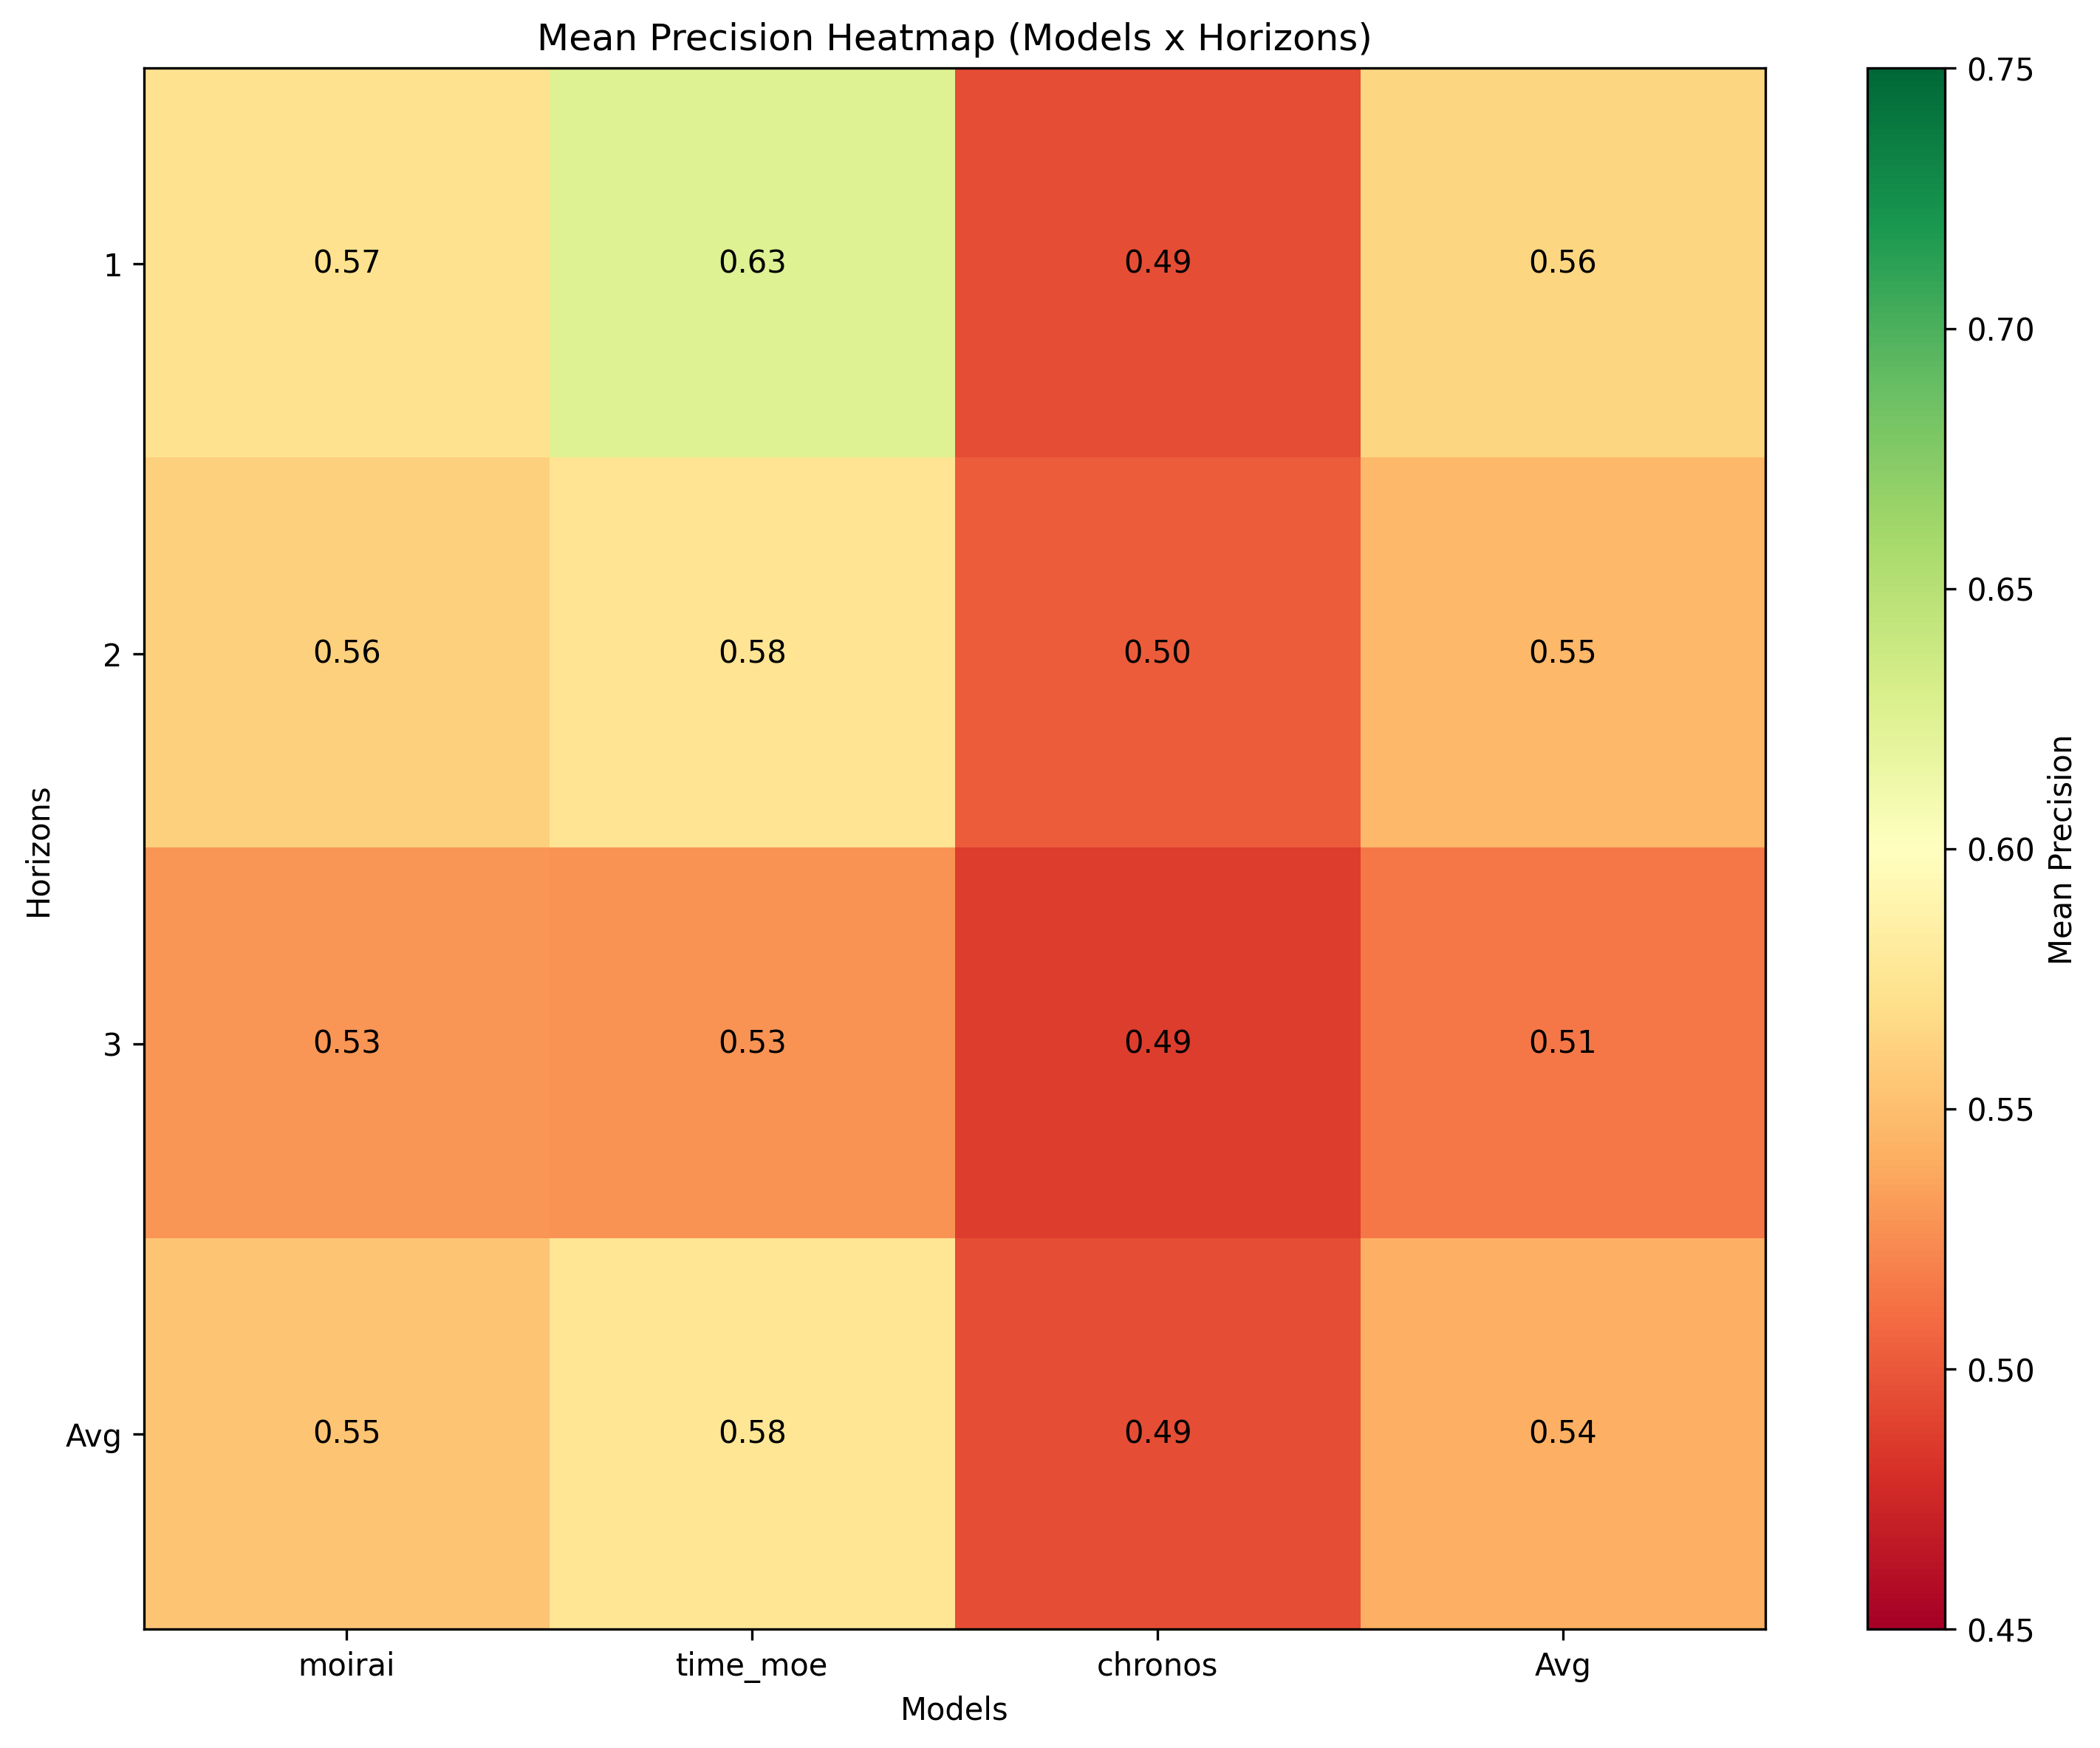 Mean Precision Heatmap (Models x Horizons)
1
0.57
0.63
0.49
0.56
2
0.56
0.58
0.50
0.55
3
0.53
0.53
0.49
0.51
Avg
0.55
0.58
0.49
0.54
moirai
time_moe
chronos
Avg
Models
Horizons
0.75
0.70
0.65
0.60
0.55
0.50
0.45
Mean Precision